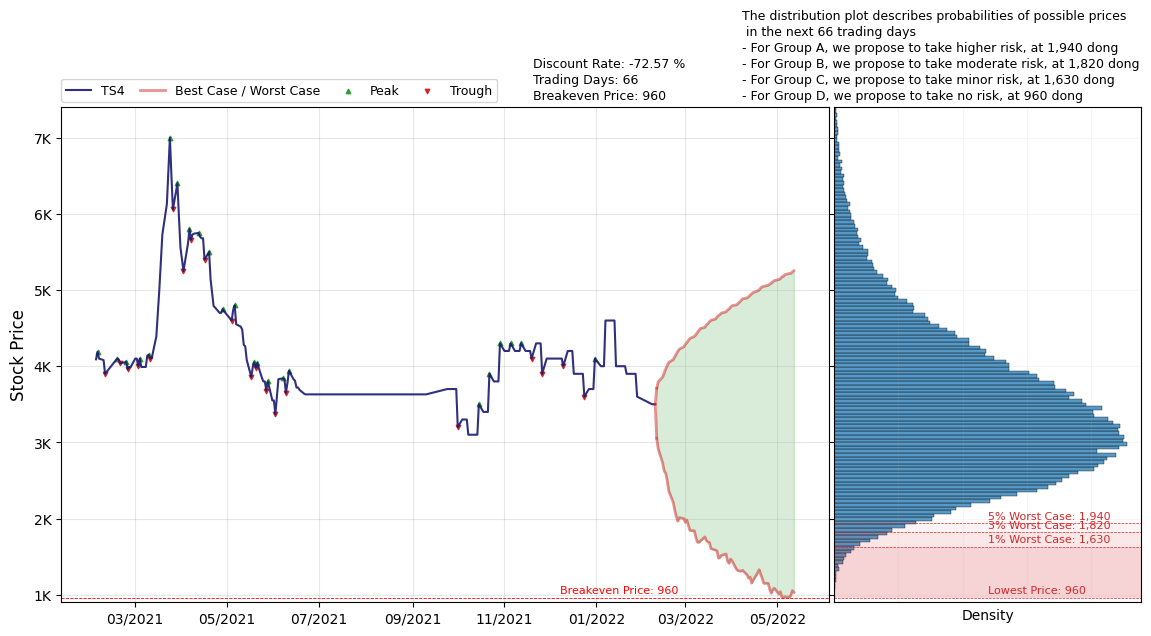 The distribution plot describes probabilities of possible prices
in the next 66 trading days
- For Group A, we propose to take higher risk, at 1,940 dong
- For Group B, we propose to take moderate risk, at 1,820 dong
- For Group C, we propose to take minor risk, at 1,630 dong
- For Group D, we propose to take no risk, at 960 dong
Discount Rate: -72.57 %
Trading Days: 66
Breakeven Price: 960
TS4 Best Case / Worst Case Peak Trough
Stock Price
7K
6K
5K
4K
3K
2K
1K
5% Worst Case: 1,940
3% Worst Case: 1,820
1% Worst Case: 1,630
Breakeven Price: 960
Lowest Price: 960
03/2021 05/2021 07/2021 09/2021 11/2021 01/2022 03/2022 05/2022
Density